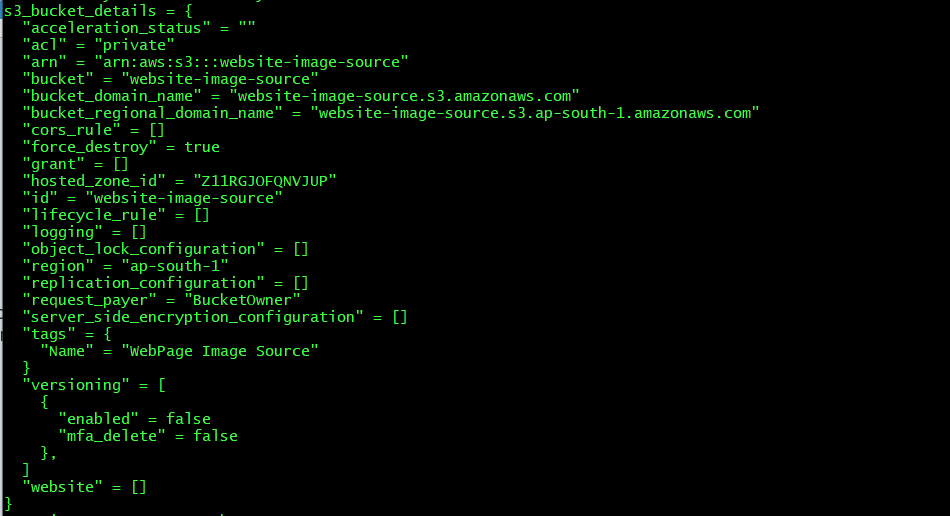 s3_bucket_details = {
  "acceleration_status" = ""
  "acl" = "private"
  "arn" = "arn:aws:s3:::website-image-source"
  "bucket" = "website-image-source"
  "bucket_domain_name" = "website-image-source.s3.amazonaws.com"
  "bucket_regional_domain_name" = "website-image-source.s3.ap-south-1.amazonaws.com"
  "cors_rule" = []
  "force_destroy" = true
  "grant" = []
  "hosted_zone_id" = "Z11RGJOFQNVJUP"
  "id" = "website-image-source"
  "lifecycle_rule" = []
  "logging" = []
  "object_lock_configuration" = []
  "region" = "ap-south-1"
  "replication_configuration" = []
  "request_payer" = "BucketOwner"
  "server_side_encryption_configuration" = []
  "tags" = {
    "Name" = "WebPage Image Source"
  }
  "versioning" = [
    {
      "enabled" = false
      "mfa_delete" = false
    },
  ]
  "website" = []
}